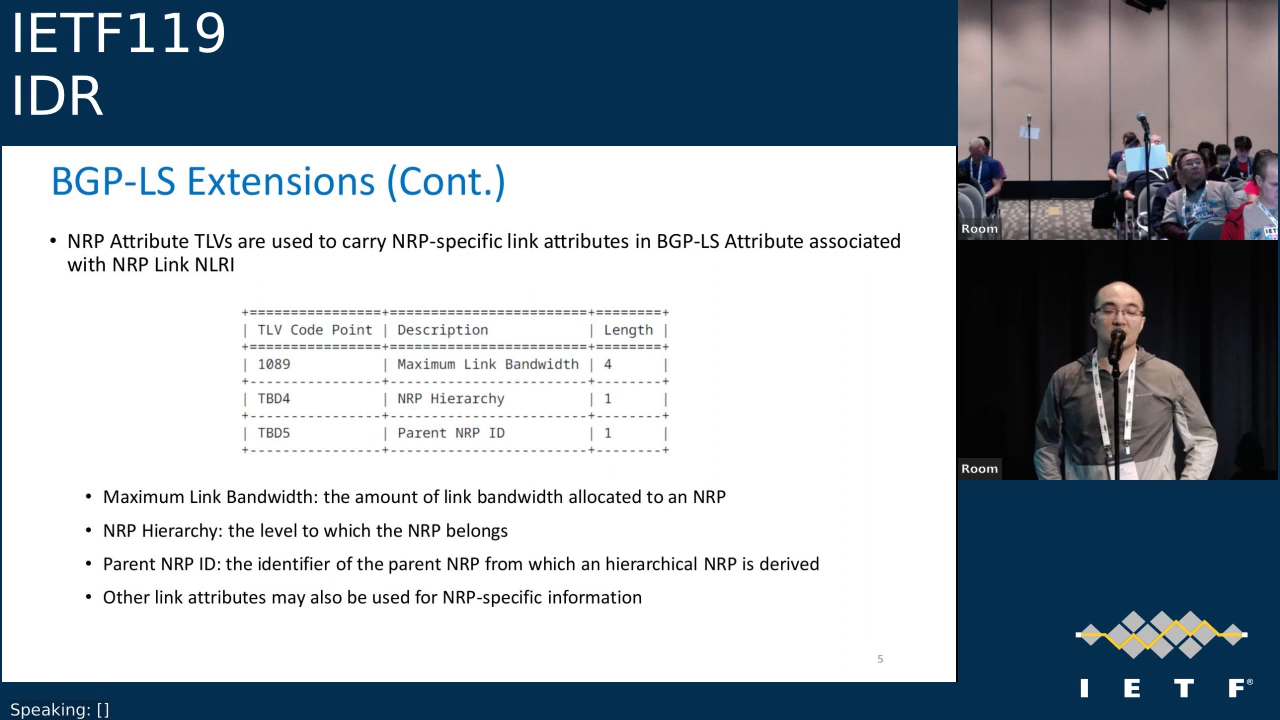 IETF119
IDR
BGP-LS Extensions (Cont.)
• NRP Attribute TLVs are used to carry NRP-specific link attributes in BGP-LS Attribute associated
with NRP Link NLRI
+================+========================+========+
| TLV Code Point | Description | Length |
+================+========================+========+
| 1089 | Maximum Link Bandwidth | 4 |
+----------------+------------------------+--------+
| TBD4 | NRP Hierarchy | 1 |
+----------------+------------------------+--------+
| TBD5 | Parent NRP ID | 1 |
+----------------+------------------------+--------+
• Maximum Link Bandwidth: the amount of link bandwidth allocated to an NRP
• NRP Hierarchy: the level to which the NRP belongs
• Parent NRP ID: the identifier of the parent NRP from which an hierarchical NRP is derived
• Other link attributes may also be used for NRP-specific information
5
Room
Room
I E T F®
Speaking: []